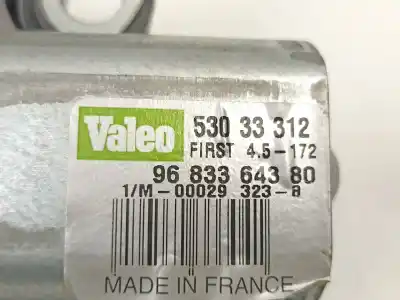 Valeo 530 33 312
FIRST 4.5-172
96 833 643 80
1/M-00029 323-8
MADE IN FRANCE